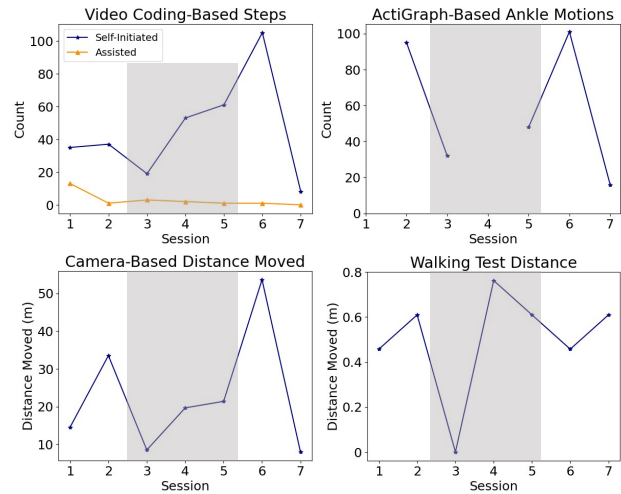 Video Coding-Based Steps
Self-Initiated
Assisted
100
80
60
40
20
0
Count
1 2 3 4 5 6 7
Session
ActiGraph-Based Ankle Motions
100
80
60
40
20
0
Count
1 2 3 4 5 6 7
Session
Camera-Based Distance Moved
50
40
30
20
10
Distance Moved (m)
1 2 3 4 5 6 7
Session
Walking Test Distance
0.8
0.6
0.4
0.2
0
Distance Moved (m)
1 2 3 4 5 6 7
Session